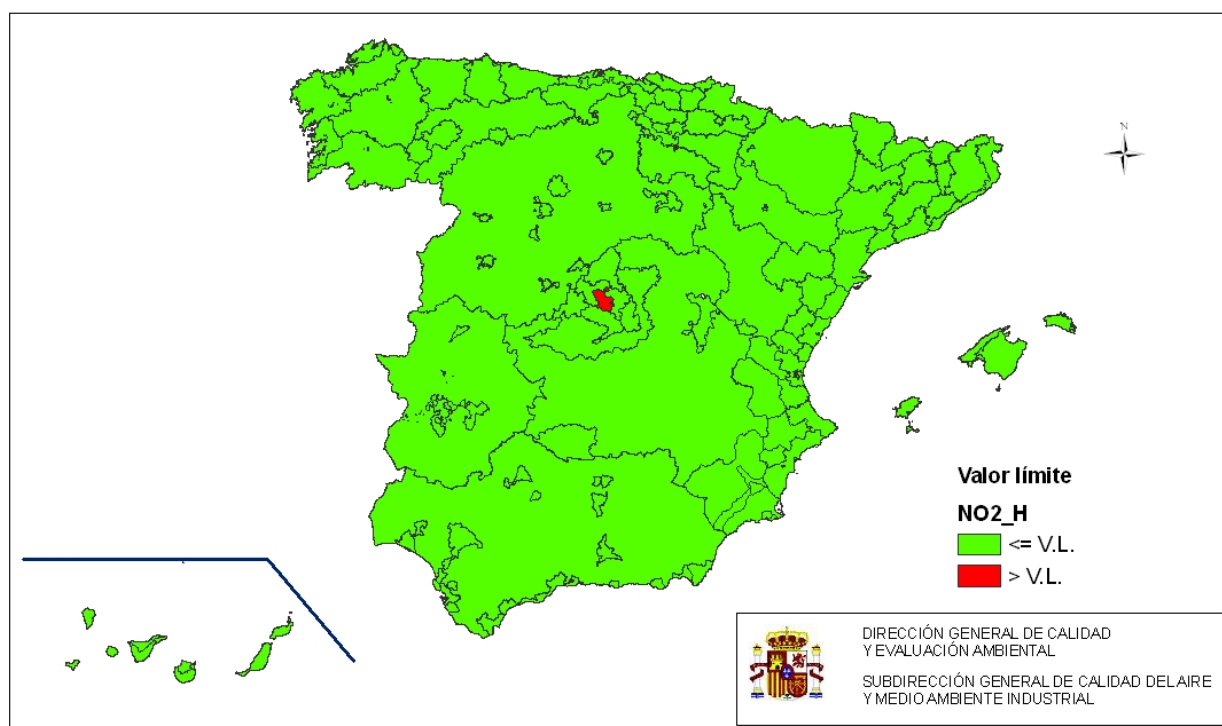 N
Valor límite
NO2_H
<= V.L.
> V.L.
DIRECCIÓN GENERAL DE CALIDAD
Y EVALUACIÓN AMBIENTAL
SUBDIRECCIÓN GENERAL DE CALIDAD DEL AIRE
Y MEDIO AMBIENTE INDUSTRIAL